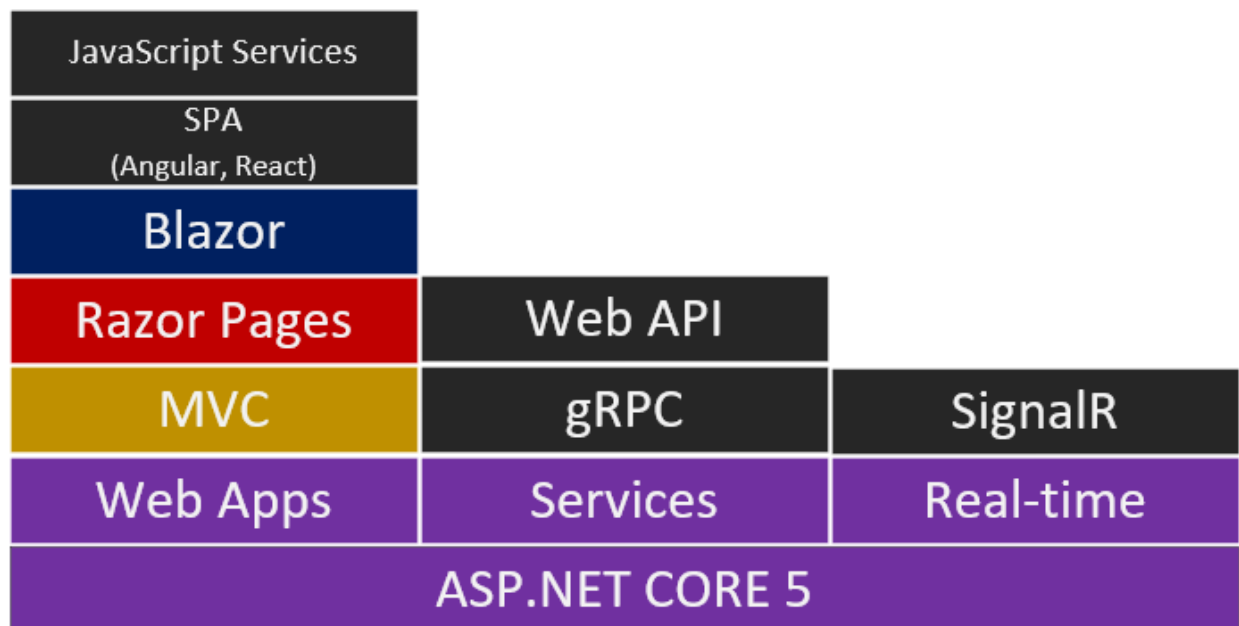 JavaScript Services
SPA
(Angular, React)
Blazor
Razor Pages
Web API
MVC
gRPC
SignalR
Web Apps
Services
Real-time
ASP.NET CORE 5